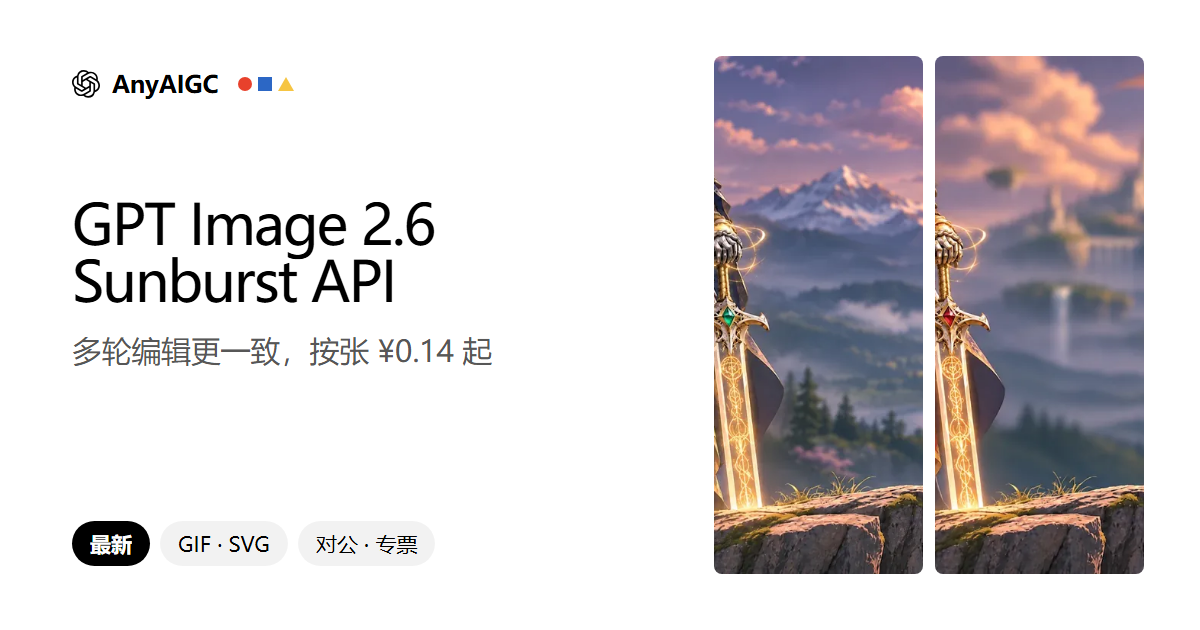 AnyAIGC
GPT Image 2.6
Sunburst API
多轮编辑更一致，按张 ¥0.14 起
最新
GIF · SVG
对公 · 专票